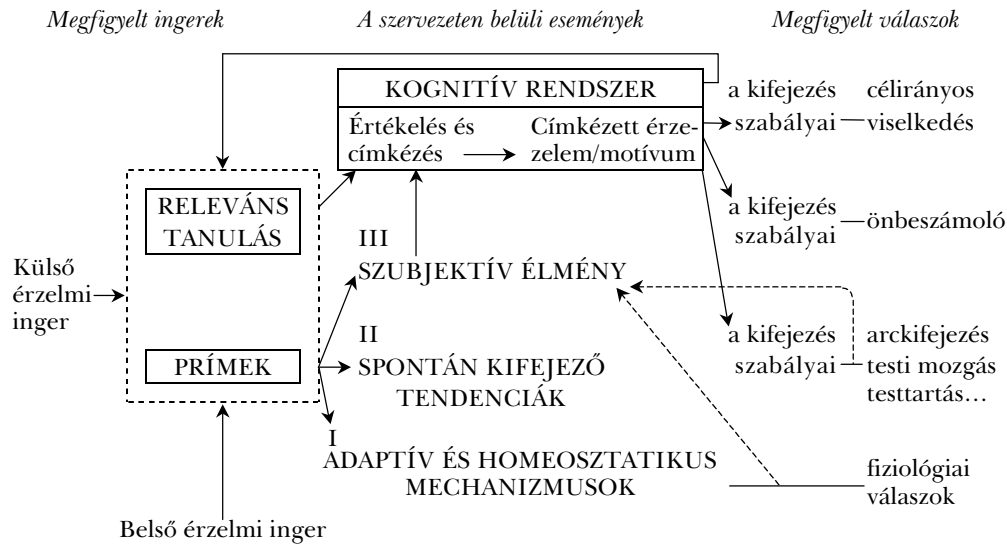 Megfigyelt ingerek
A szervezeten belüli események
Megfigyelt válaszok
KOGNITÍV RENDSZER
Értékelés és
címkézés
Címkézett érze-
zelem/motívum
a kifejezés
szabályai
célirányos
viselkedés
RELEVÁNS
TANULÁS
a kifejezés
szabályai
önbeszámoló
III
SZUBJEKTÍV ÉLMÉNY
Külső
érzelmi
inger
II
SPONTÁN KIFEJEZŐ
TENDENCIÁK
PRÍMEK
a kifejezés
szabályai
arckifejezés
testi mozgás
testtartás…
I
ADAPTÍV ÉS HOMEOSZTATIKUS
MECHANIZMUSOK
fiziológiai
válaszok
Belső érzelmi inger